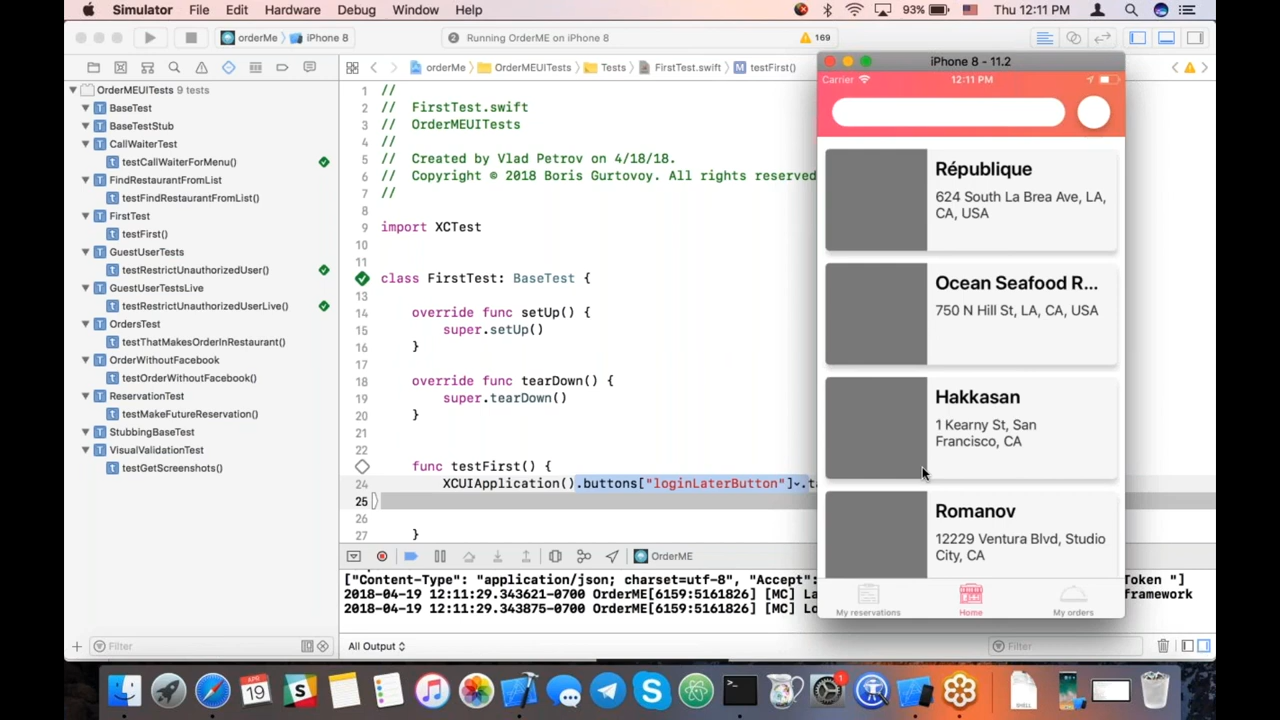 Simulator File Edit Hardware Debug Window Help
93% Thu 12:11 PM
orderMe iPhone 8
Running OrderME on iPhone 8
169
orderMe OrderMEUITests Tests FirstTest.swift M testFirst()
OrderMEUITests 9 tests
T BaseTest
T BaseTestStub
T CallWaiterTest
t testCallWaiterForMenu()
T FindRestaurantFromList
t testFindRestaurantFromList()
T FirstTest
t testFirst()
T GuestUserTests
t testRestrictUnauthorizedUser()
T GuestUserTestsLive
t testRestrictUnauthorizedUserLive()
T OrdersTest
t testThatMakesOrderInRestaurant()
T OrderWithoutFacebook
t testOrderWithoutFacebook()
T ReservationTest
t testMakeFutureReservation()
T StubbingBaseTest
T VisualValidationTest
t testGetScreenshots()
Filter
1 //
2 // FirstTest.swift
3 // OrderMEUITests
4 //
5 // Created by Vlad Petrov on 4/18/18.
6 // Copyright © 2018 Boris Gurtovoy. All rights reserved
7 //
8
9 import XCTest
10
11
class FirstTest: BaseTest {
13
14 override func setUp() {
15 super.setUp()
16 }
17
18 override func tearDown() {
19 super.tearDown()
20 }
21
22
func testFirst() {
24 XCUIApplication().buttons["loginLaterButton"].t
25
26
27 }
OrderME
["Content-Type": "application/json; charset=utf-8", "Accept":
Token "]
2018-04-19 12:11:29.343621-0700 OrderME[6159:5161826] [MC] La
ramework
2018-04-19 12:11:29.343875-0700 OrderME[6159:5161826] [MC] Lo
All Output
Filter
iPhone 8 - 11.2
Carrier 12:11 PM
République
624 South La Brea Ave, LA,
CA, USA
Ocean Seafood R...
750 N Hill St, LA, CA, USA
Hakkasan
1 Kearny St, San
Francisco, CA
Romanov
12229 Ventura Blvd, Studio
City, CA
My reservations Home My orders
19
1